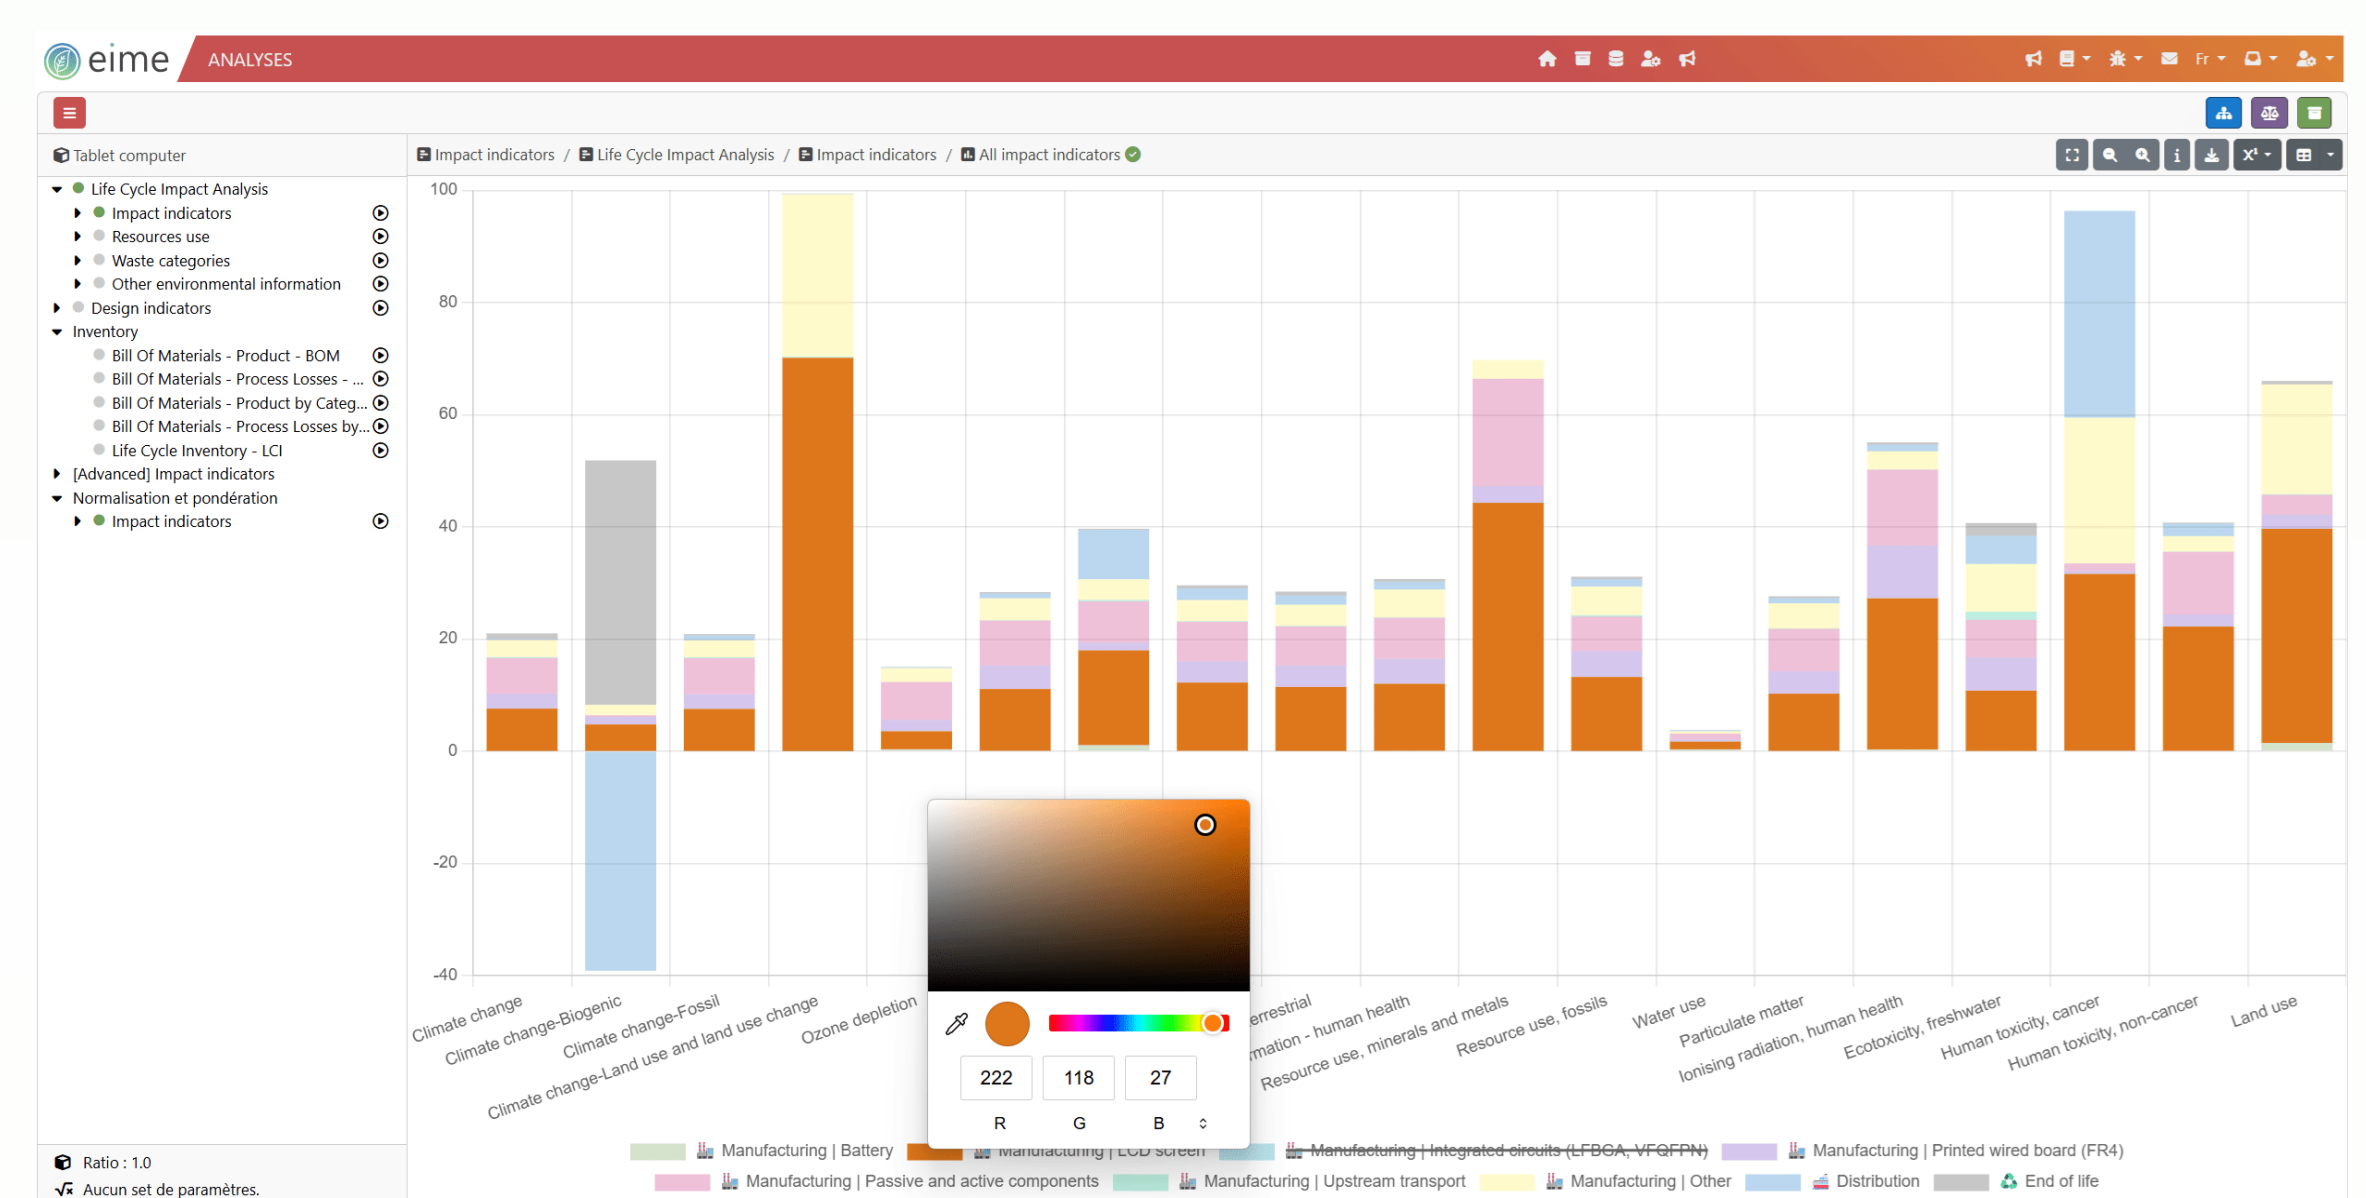 eime
ANALYSES
Fr
Tablet computer
Impact indicators / Life Cycle Impact Analysis / Impact indicators / All impact indicators
i
X¹
Life Cycle Impact Analysis
Impact indicators
Resources use
Waste categories
Other environmental information
Design indicators
Inventory
Bill Of Materials - Product - BOM
Bill Of Materials - Process Losses - ...
Bill Of Materials - Product by Categ...
Bill Of Materials - Process Losses by...
Life Cycle Inventory - LCI
[Advanced] Impact indicators
Normalisation et pondération
Impact indicators
Ratio : 1.0
√x Aucun set de paramètres.
100
80
60
40
20
0
-20
-40
Climate change
Climate change-Biogenic
Climate change-Fossil
Climate change-Land use and land use change
Ozone depletion
errestrial
rmation - human health
Resource use, minerals and metals
Resource use, fossils
Water use
Particulate matter
Ionising radiation, human health
Ecotoxicity, freshwater
Human toxicity, cancer
Human toxicity, non-cancer
Land use
222 118 27
R G B
Manufacturing | Battery
Manufacturing | LCD screen
Manufacturing | Integrated circuits (LFBGA, VFQFPN)
Manufacturing | Printed wired board (FR4)
Manufacturing | Passive and active components
Manufacturing | Upstream transport
Manufacturing | Other
Distribution
End of life